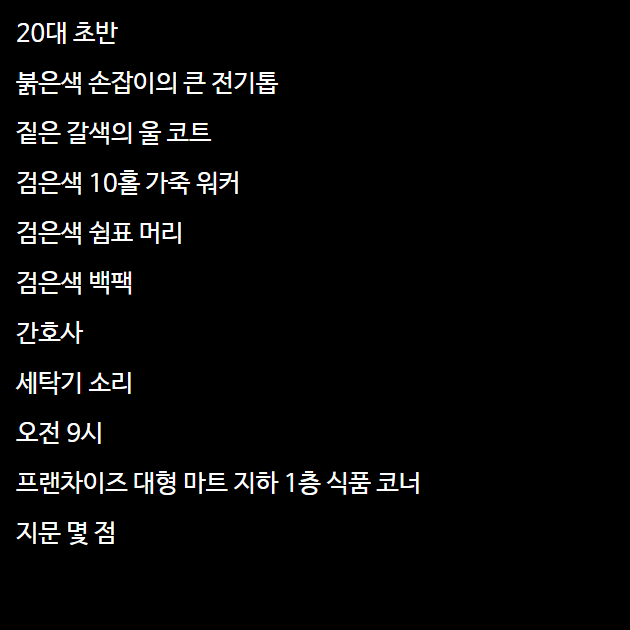 20대 초반
붉은색 손잡이의 큰 전기톱
짙은 갈색의 울 코트
검은색 10홀 가죽 워커
검은색 쉼표 머리
검은색 백팩
간호사
세탁기 소리
오전 9시
프랜차이즈 대형 마트 지하 1층 식품 코너
지문 몇 점